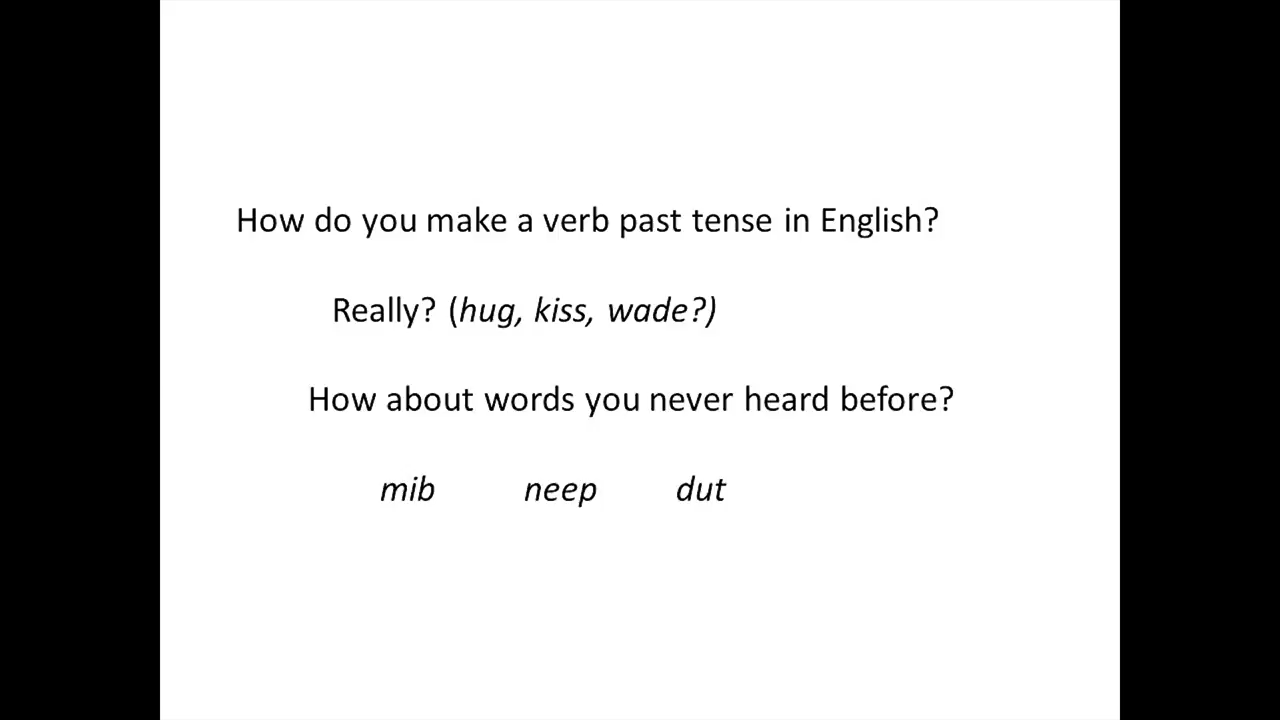 How do you make a verb past tense in English?
Really? (hug, kiss, wade?)
How about words you never heard before?
mib neep dut